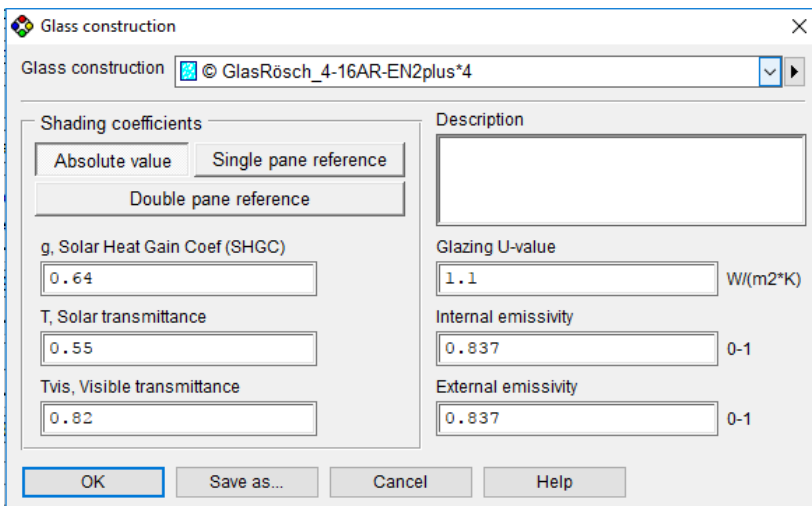 Glass construction
Glass construction © GlasRösch_4-16AR-EN2plus*4
Shading coefficients
Absolute value Single pane reference
Double pane reference
g, Solar Heat Gain Coef (SHGC)
0.64
T, Solar transmittance
0.55
Tvis, Visible transmittance
0.82
Description
Glazing U-value
1.1 W/(m2*K)
Internal emissivity
0.837 0-1
External emissivity
0.837 0-1
OK Save as... Cancel Help